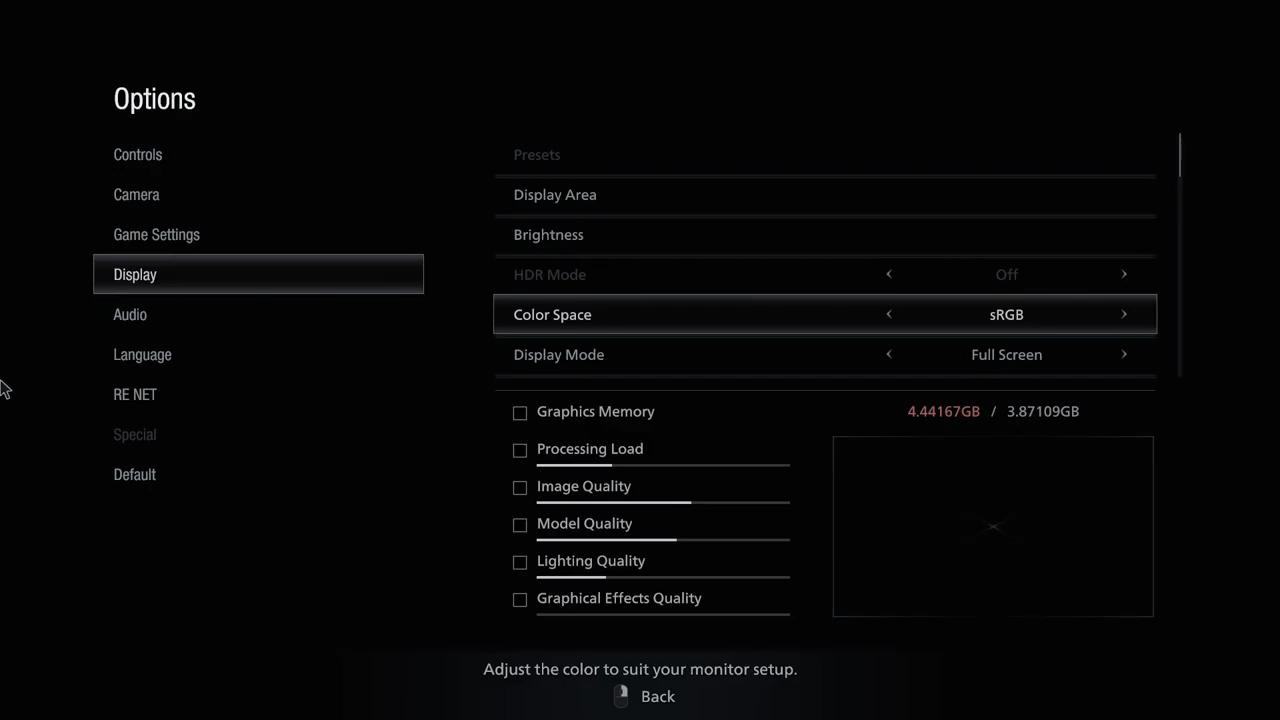 Options
Controls
Camera
Game Settings
Display
Audio
Language
RE NET
Special
Default
Presets
Display Area
Brightness
HDR Mode Off
Color Space sRGB
Display Mode Full Screen
Graphics Memory 4.44167GB / 3.87109GB
Processing Load
Image Quality
Model Quality
Lighting Quality
Graphical Effects Quality
Adjust the color to suit your monitor setup.
Back